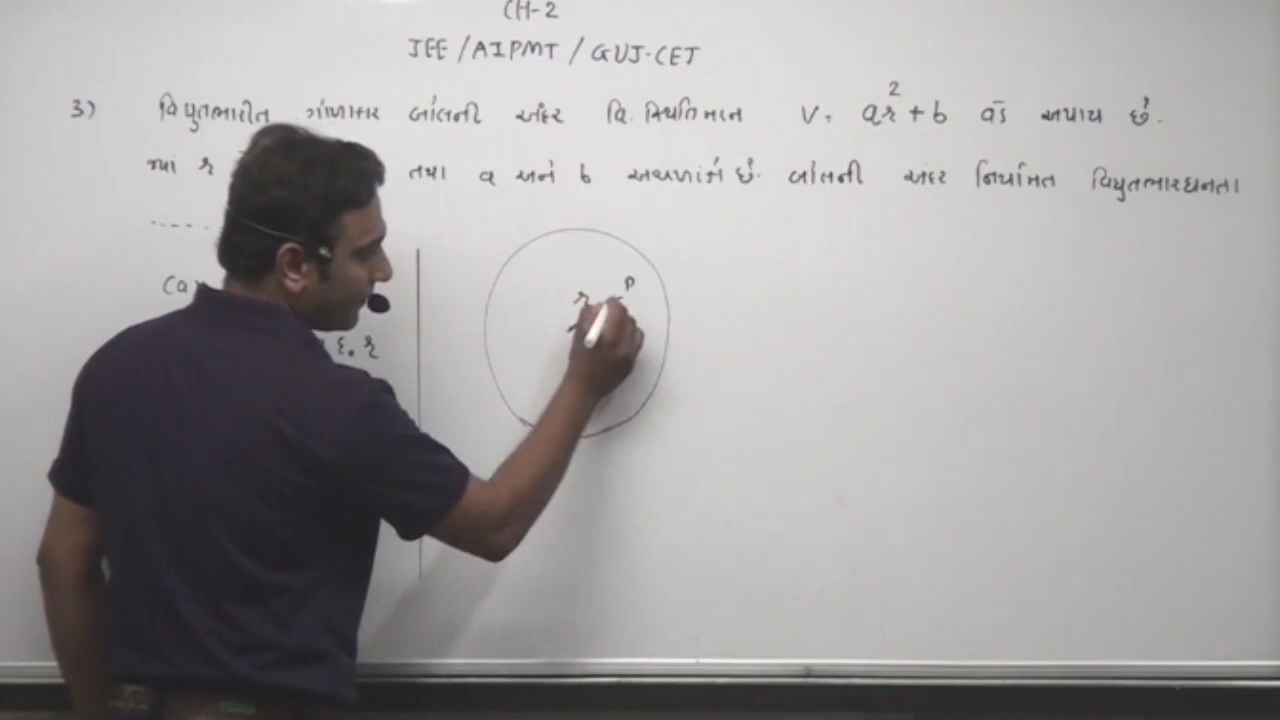 CH-2
JEE / AIPMT / GUJ-CET
3) વિદ્યુતભારીત ગોળાકાર બોલની અંદર વિ. સ્થિતિમાન V = ar² + b વડે અપાય છે.
જ્યાં r તથા a અને b અચળાંકો છે. બોલની અંદર નિયમિત વિદ્યુતભારઘનતા
.....
(a)
ε₀ r
r P